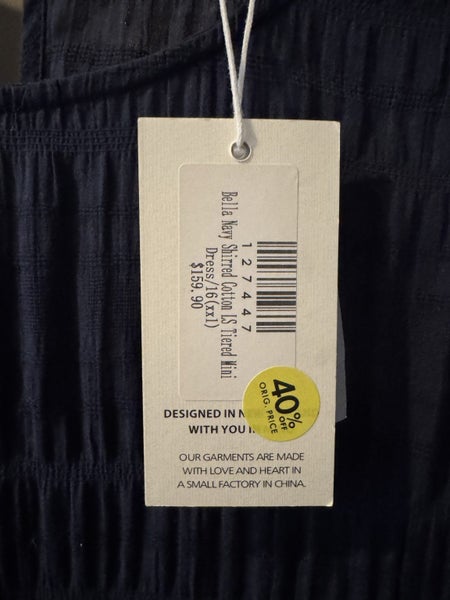 Bella Navy Shirred Cotton LS Tiered Mini
Dress/16(xxl)
$159.90
127447
40%
OFF
ORIG. PRICE
DESIGNED IN
WITH YOU
OUR GARMENTS ARE MADE
WITH LOVE AND HEART IN
A SMALL FACTORY IN CHINA.